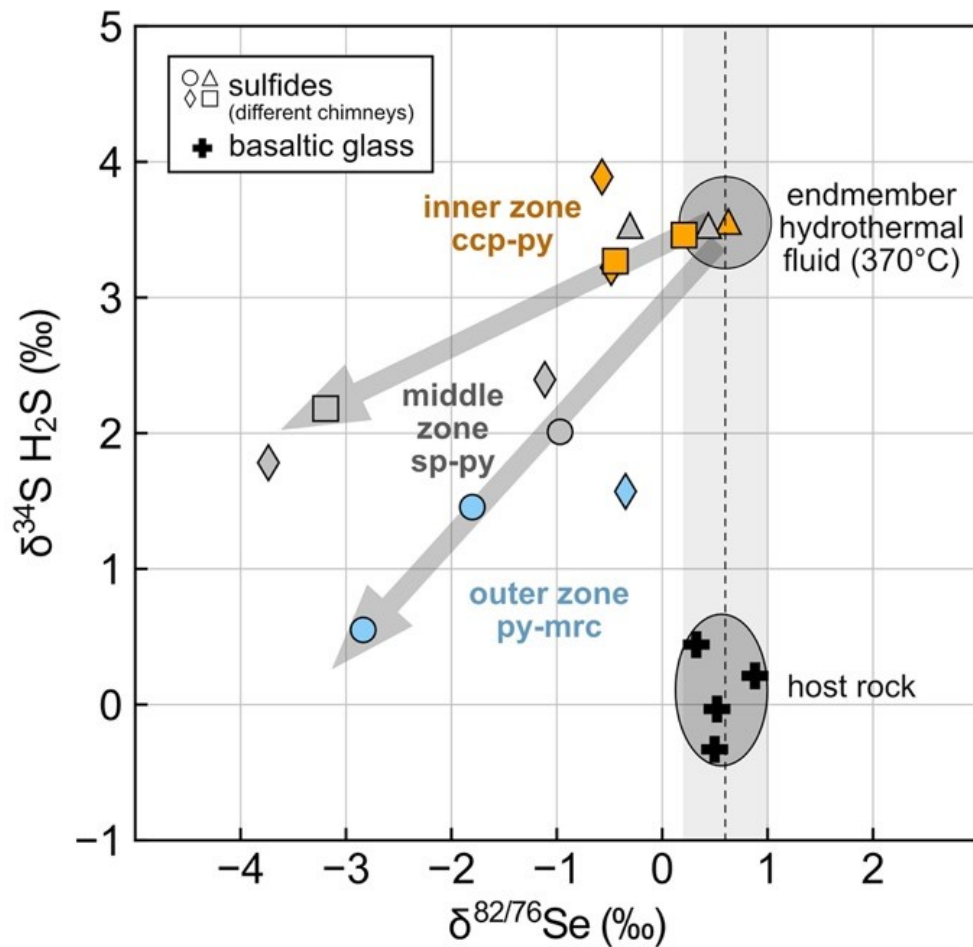 5
4
3
2
1
0
−1
δ³⁴S H₂S (‰)
sulfides
(different chimneys)
basaltic glass
inner zone
ccp-py
endmember
hydrothermal
fluid (370°C)
middle
zone
sp-py
outer zone
py-mrc
host rock
−4 −3 −2 −1 0 1 2
δ⁸²ᐟ⁷⁶Se (‰)